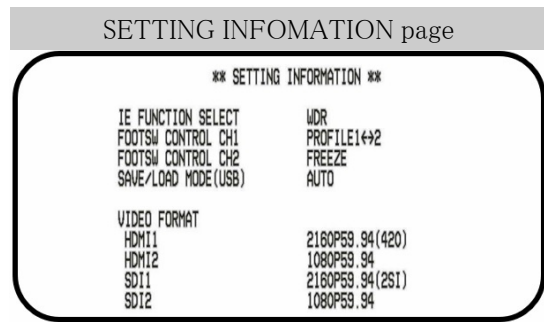 SETTING INFOMATION page
** SETTING INFORMATION **
IE FUNCTION SELECT WDR
FOOTSW CONTROL CH1 PROFILE1↔2
FOOTSW CONTROL CH2 FREEZE
SAVE/LOAD MODE(USB) AUTO
VIDEO FORMAT
HDMI1 2160P59.94(420)
HDMI2 1080P59.94
SDI1 2160P59.94(2SI)
SDI2 1080P59.94